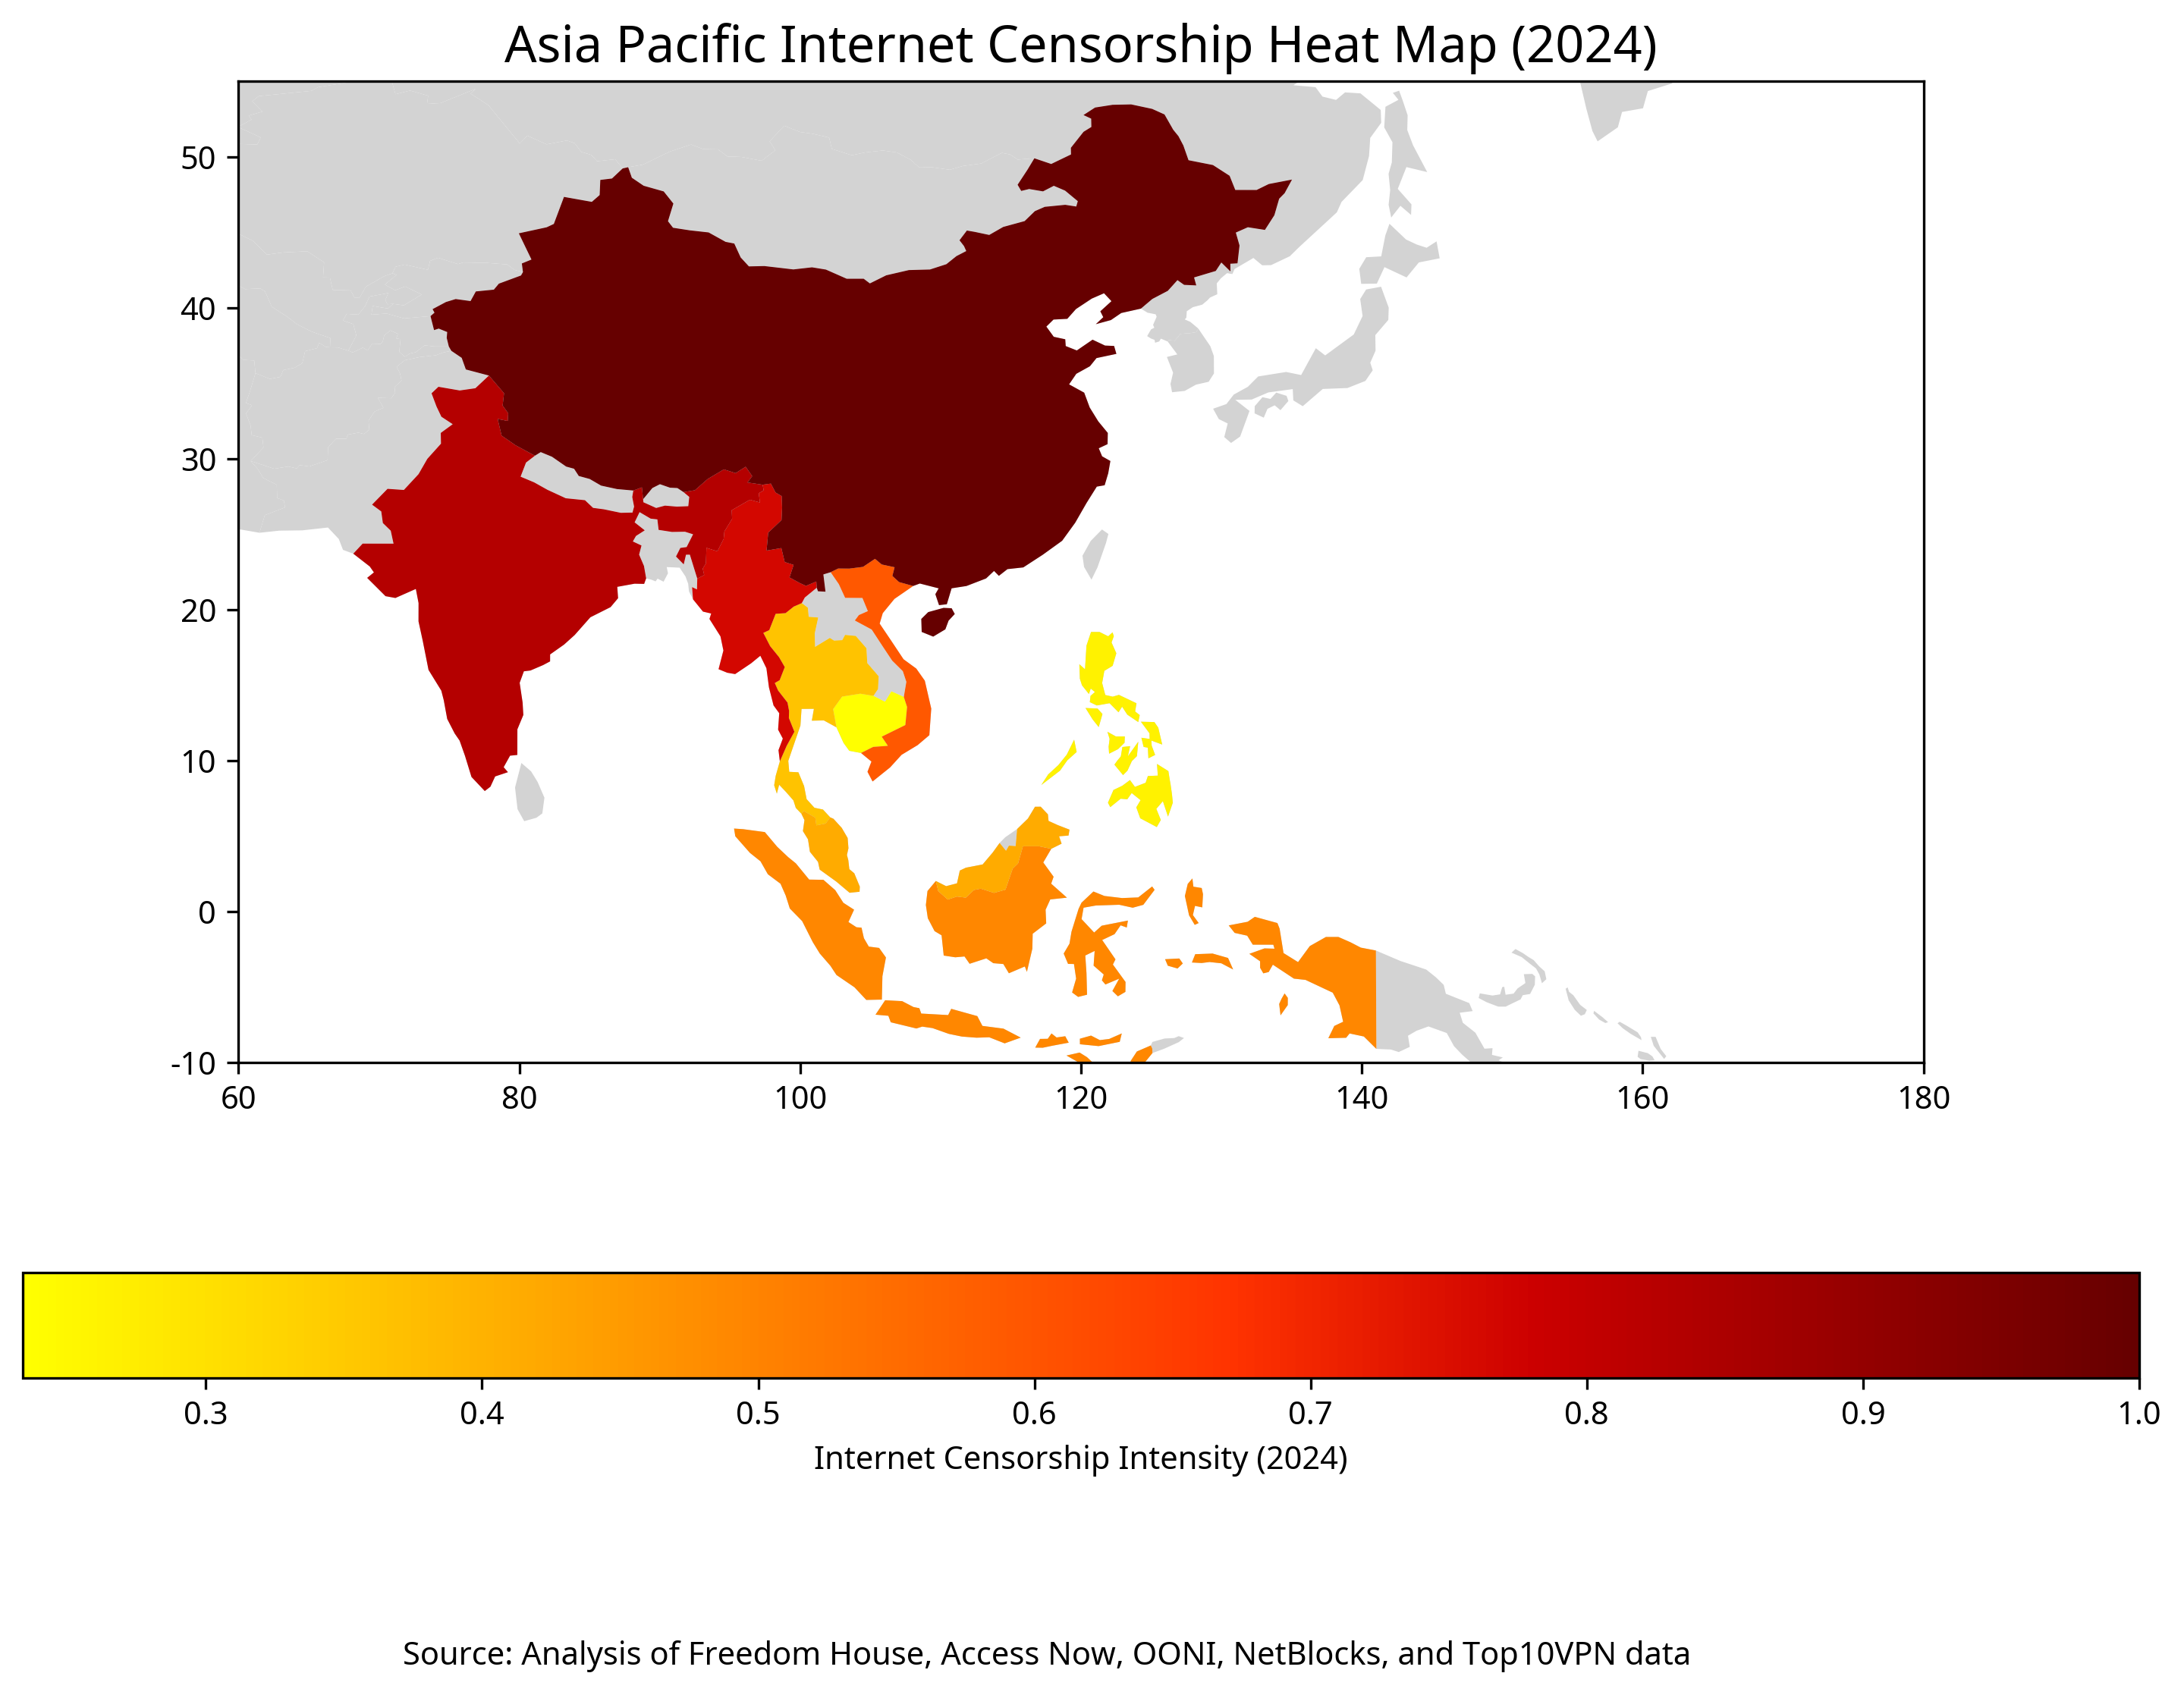 Asia Pacific Internet Censorship Heat Map (2024)
50
40
30
20
10
0
-10
60 80 100 120 140 160 180
0.3 0.4 0.5 0.6 0.7 0.8 0.9 1.0
Internet Censorship Intensity (2024)
Source: Analysis of Freedom House, Access Now, OONI, NetBlocks, and Top10VPN data